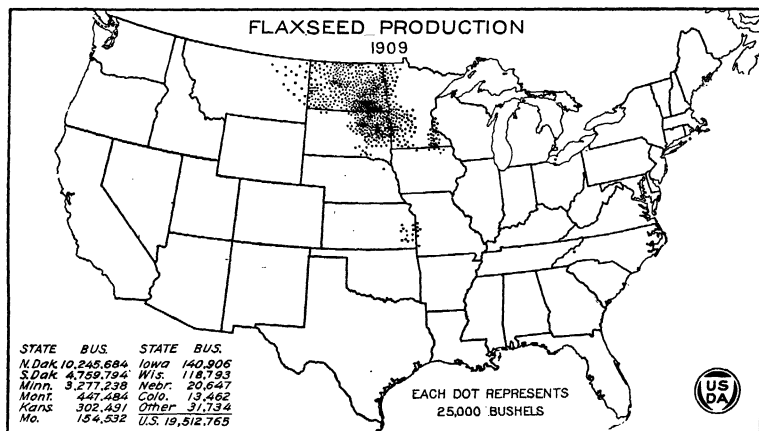 FLAXSEED PRODUCTION
1909
STATE BUS. STATE BUS.
N.Dak. 10,245,684 Iowa 140,906
S.Dak. 4,759,794 Wis. 118,793
Minn. 3,277,238 Nebr. 20,647
Mont. 447,484 Colo. 13,462
Kans. 302,491 Other 31,734
Mo. 154,532 U.S. 19,512,765
EACH DOT REPRESENTS
25,000 BUSHELS
US
DA